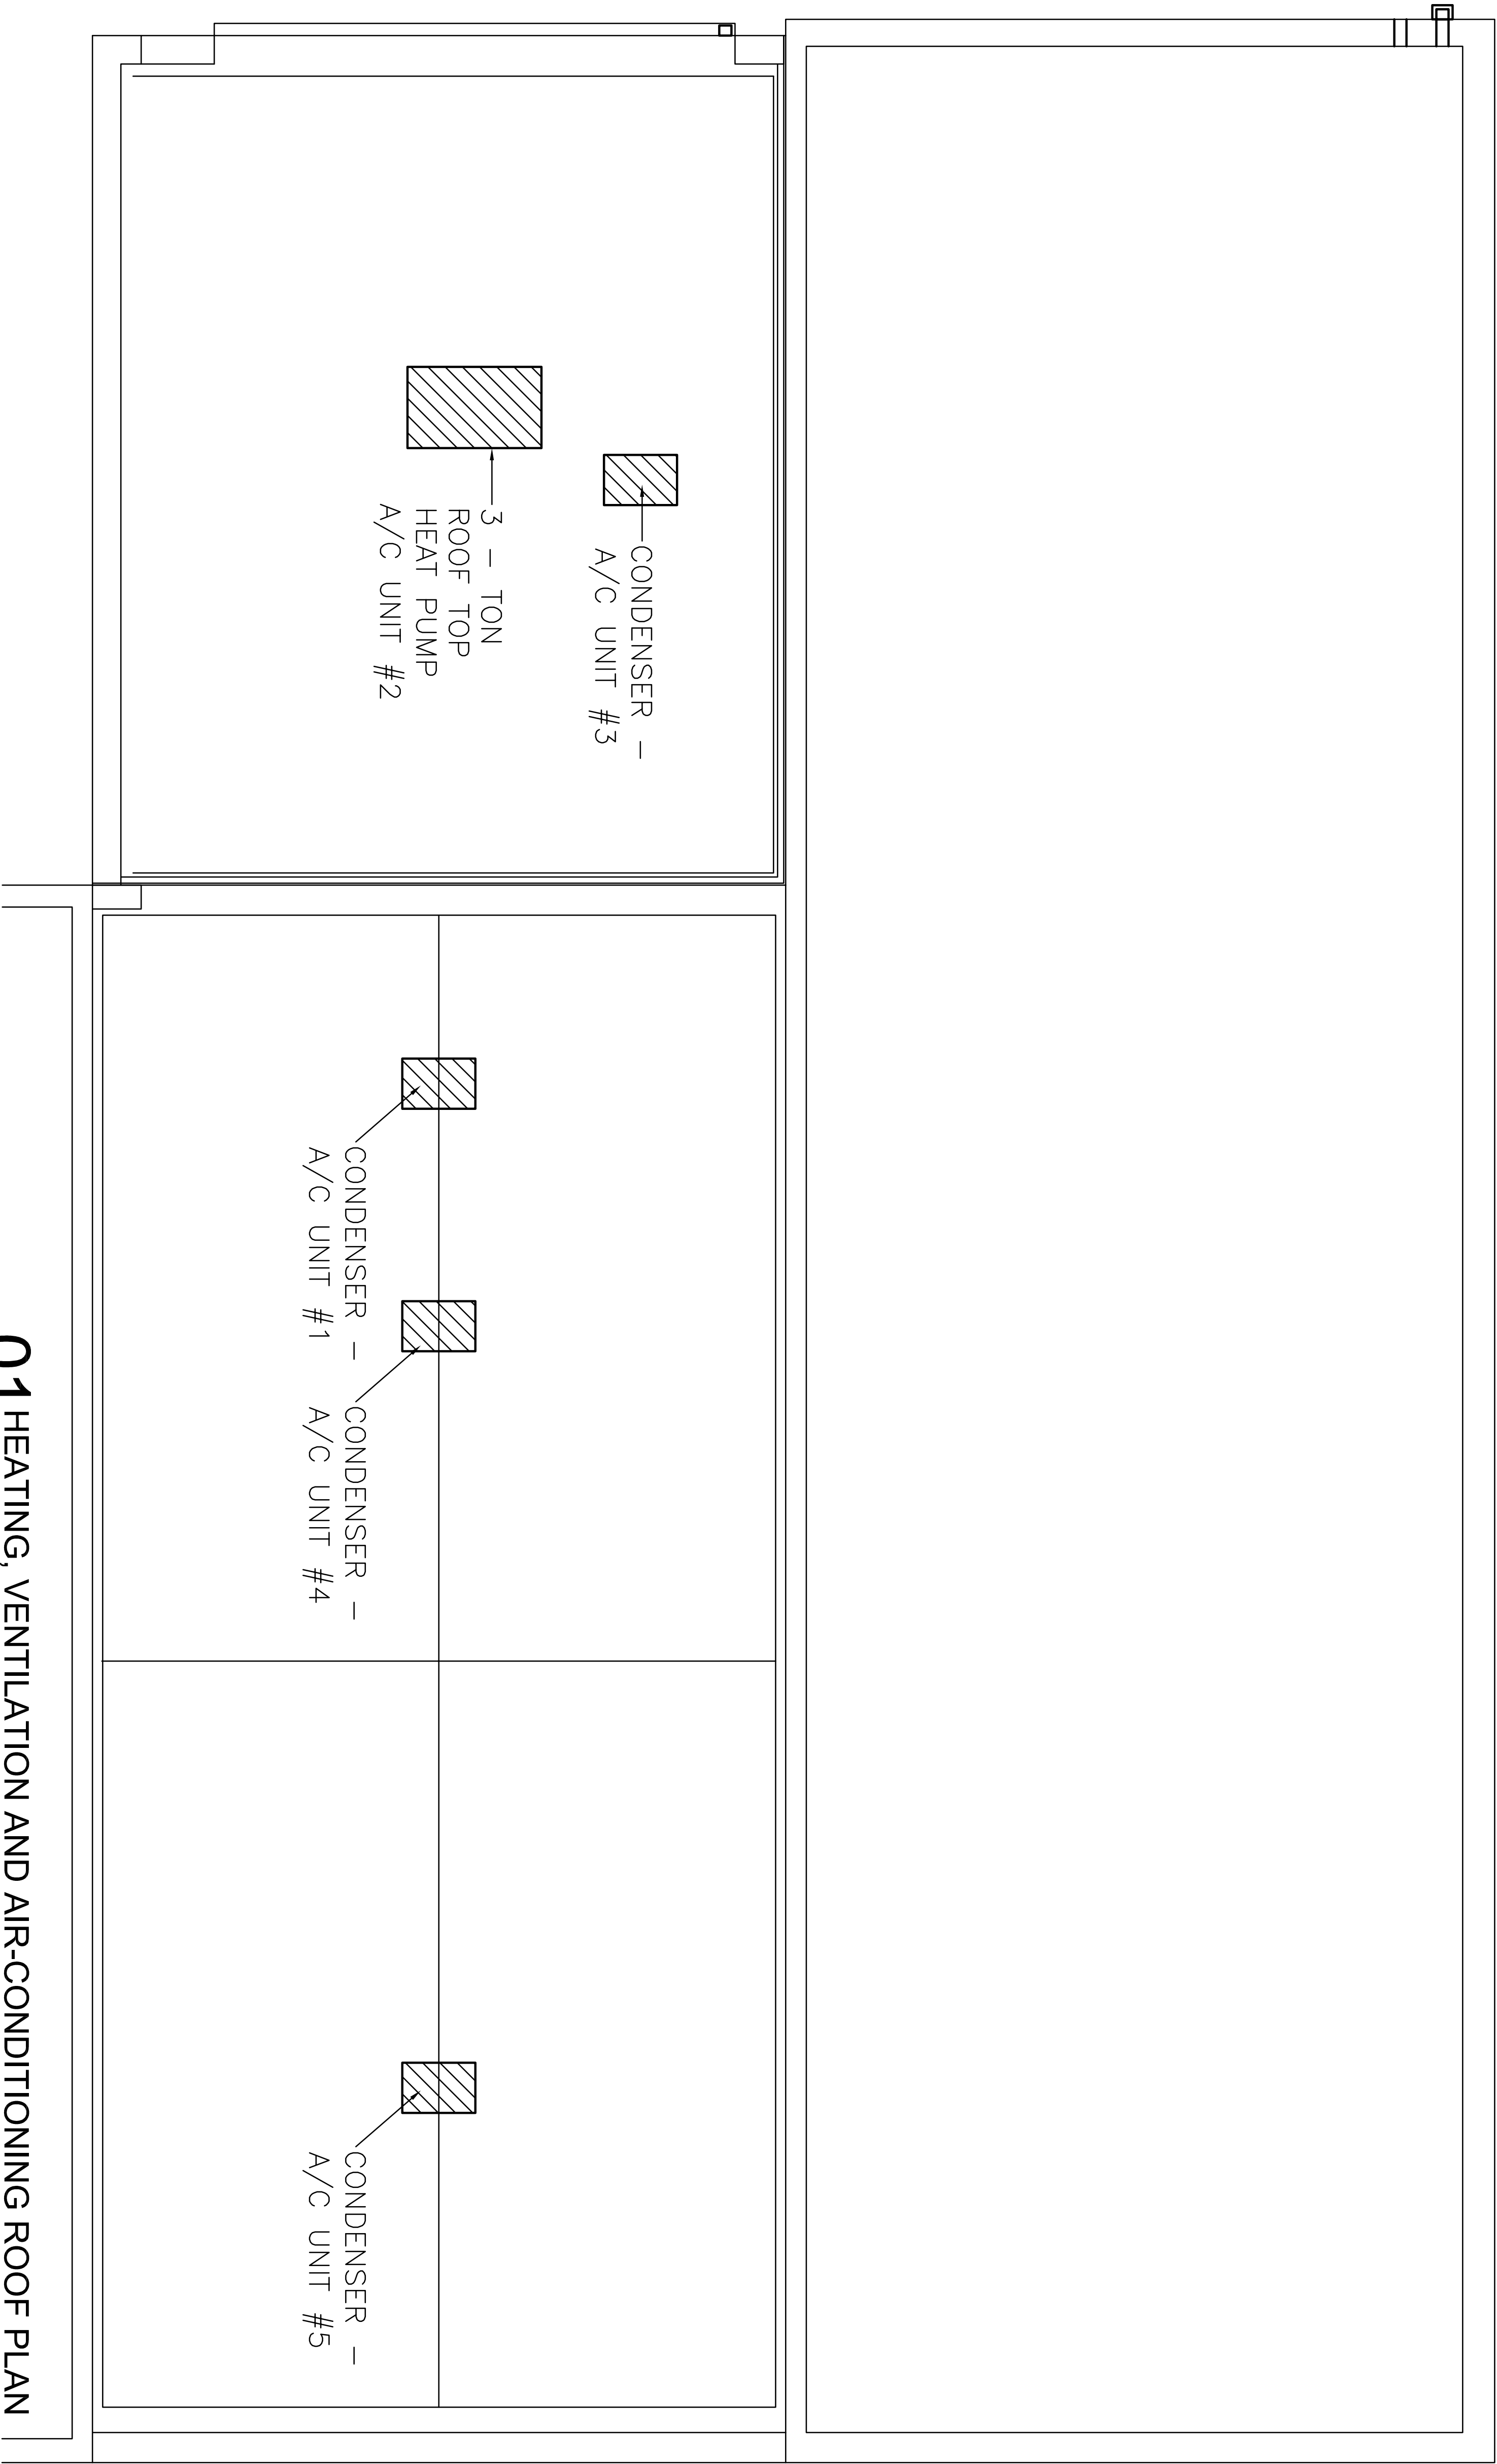 CONDENSER –
A/C UNIT #3
3 – TON
ROOF TOP
HEAT PUMP
A/C UNIT #2
CONDENSER –
A/C UNIT #1
CONDENSER –
A/C UNIT #4
CONDENSER –
A/C UNIT #5
01 HEATING, VENTILATION AND AIR-CONDITIONING ROOF PLAN